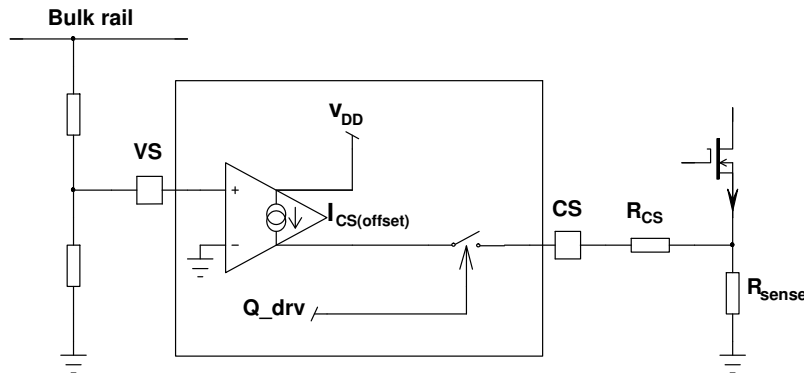 Bulk rail
VDD
VS
+
ICS(offset)
CS
RCS
−
Q_drv
Rsense